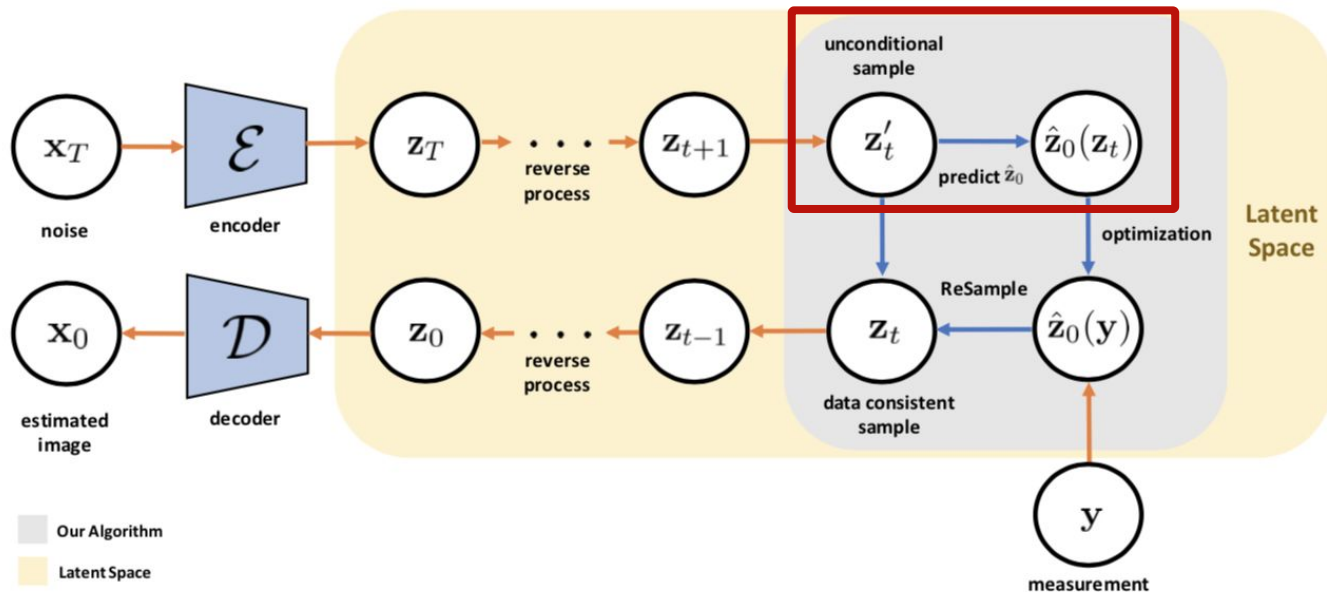 unconditional
sample
𝐱_T
ℰ
𝐳_T
. . .
𝐳_{t+1}
𝐳′_t
ẑ_0(𝐳_t)
reverse
process
predict ẑ_0
noise
encoder
Latent
Space
optimization
ReSample
𝐱_0
𝒟
𝐳_0
. . .
𝐳_{t−1}
𝐳_t
ẑ_0(𝐲)
reverse
process
estimated
image
decoder
data consistent
sample
𝐲
measurement
Our Algorithm
Latent Space